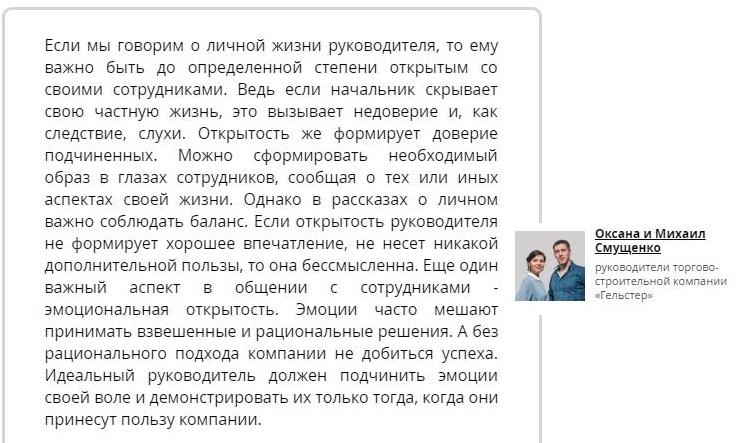 Если мы говорим о личной жизни руководителя, то ему
важно быть до определенной степени открытым со
своими сотрудниками. Ведь если начальник скрывает
свою частную жизнь, это вызывает недоверие и, как
следствие, слухи. Открытость же формирует доверие
подчиненных. Можно сформировать необходимый
образ в глазах сотрудников, сообщая о тех или иных
аспектах своей жизни. Однако в рассказах о личном
важно соблюдать баланс. Если открытость руководителя
не формирует хорошее впечатление, не несет никакой
дополнительной пользы, то она бессмысленна. Еще один
важный аспект в общении с сотрудниками -
эмоциональная открытость. Эмоции часто мешают
принимать взвешенные и рациональные решения. А без
рационального подхода компании не добиться успеха.
Идеальный руководитель должен подчинить эмоции
своей воле и демонстрировать их только тогда, когда они
принесут пользу компании.
Оксана и Михаил
Смущенко
руководители торгово-
строительной компании
«Гельстер»